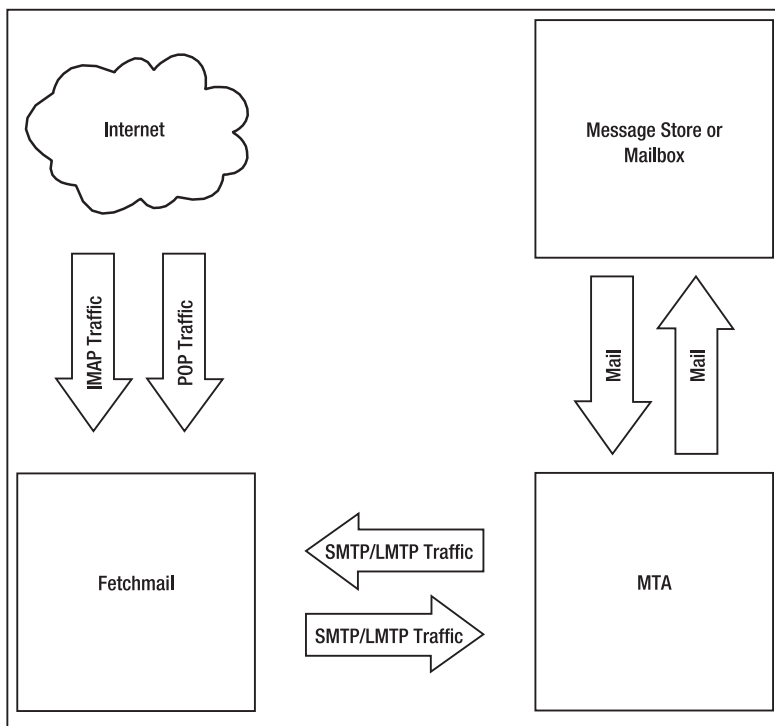 Internet
Message Store or
Mailbox
IMAP Traffic
POP Traffic
Mail
Mail
Fetchmail
SMTP/LMTP Traffic
SMTP/LMTP Traffic
MTA